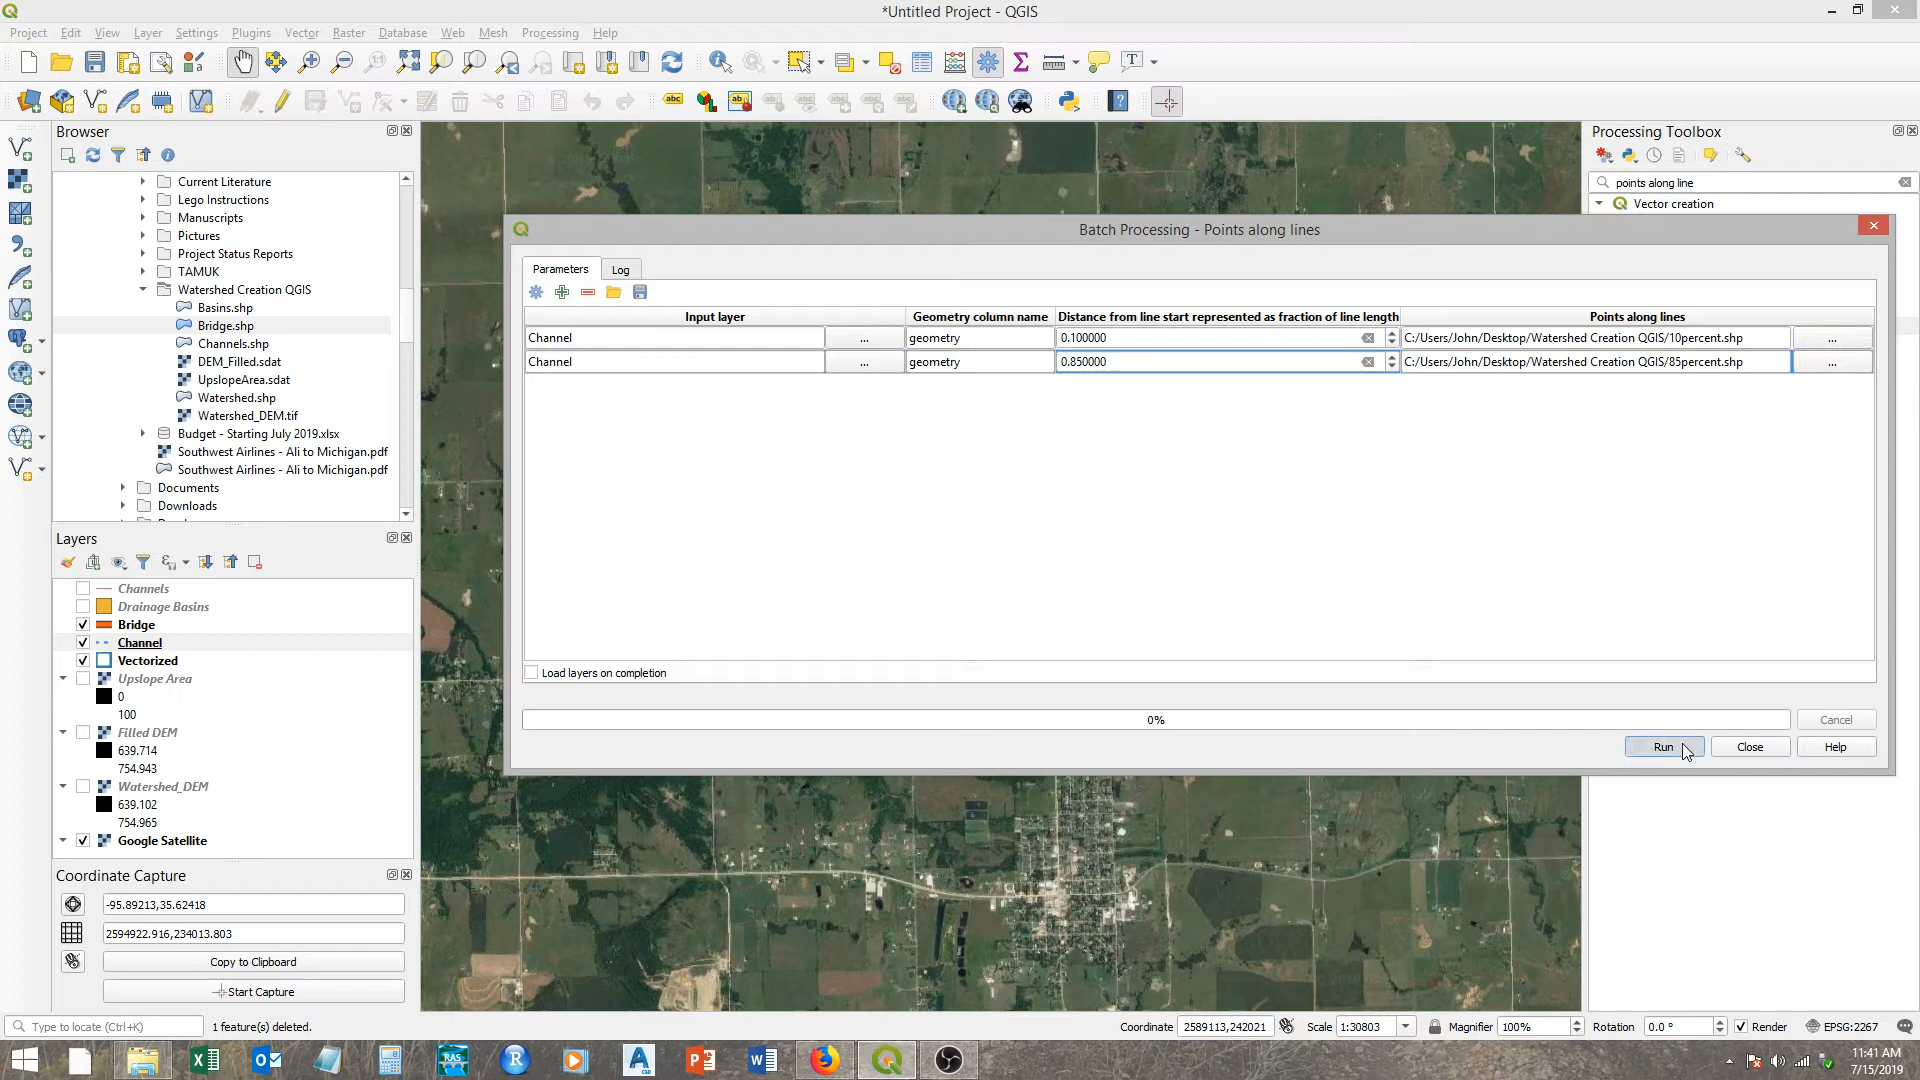 *Untitled Project - QGIS
Project Edit View Layer Settings Plugins Vector Raster Database Web Mesh Processing Help
Browser
Current Literature
Lego Instructions
Manuscripts
Pictures
Project Status Reports
TAMUK
Watershed Creation QGIS
Basins.shp
Bridge.shp
Channels.shp
DEM_Filled.sdat
UpslopeArea.sdat
Watershed.shp
Watershed_DEM.tif
Budget - Starting July 2019.xlsx
Southwest Airlines - Ali to Michigan.pdf
Southwest Airlines - Ali to Michigan.pdf
Documents
Downloads
Layers
Channels
Drainage Basins
Bridge
Channel
Vectorized
Upslope Area
0
100
Filled DEM
639.714
754.943
Watershed_DEM
639.102
754.965
Google Satellite
Coordinate Capture
-95.89213,35.62418
2594922.916,234013.803
Copy to Clipboard
Start Capture
Processing Toolbox
points along line
Vector creation
Batch Processing - Points along lines
Parameters Log
Input layer Geometry column name Distance from line start represented as fraction of line length Points along lines
Channel ... geometry 0.100000 C:/Users/John/Desktop/Watershed Creation QGIS/10percent.shp ...
Channel ... geometry 0.850000 C:/Users/John/Desktop/Watershed Creation QGIS/85percent.shp ...
Load layers on completion
0%
Cancel
Run Close Help
Type to locate (Ctrl+K) 1 feature(s) deleted. Coordinate 2589113,242021 Scale 1:30803 Magnifier 100% Rotation 0.0 ° Render EPSG:2267
11:41 AM
7/15/2019